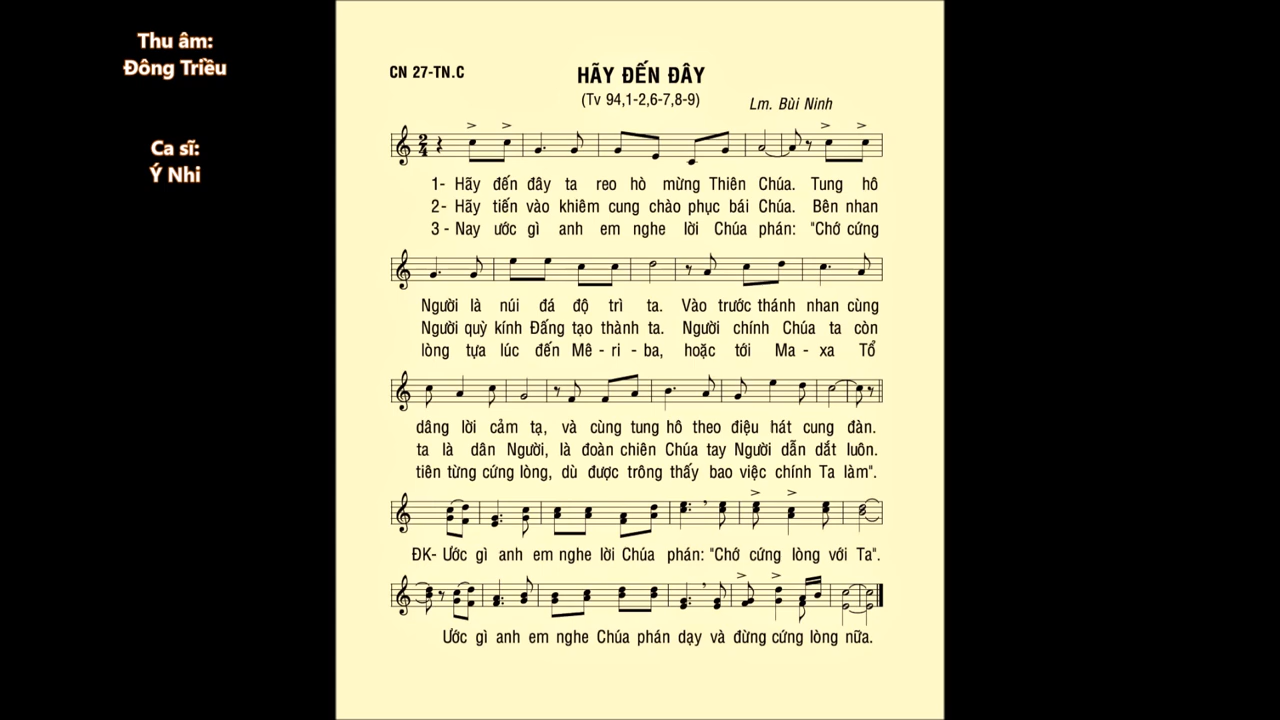 Thu âm:
Đông Triều
Ca sĩ:
Ý Nhi
CN 27-TN.C
HÃY ĐẾN ĐÂY
(Tv 94,1-2,6-7,8-9)
Lm. Bùi Ninh
1- Hãy đến đây ta reo hò mừng Thiên Chúa. Tung hô
2- Hãy tiến vào khiêm cung chào phục bái Chúa. Bên nhan
3 - Nay ước gì anh em nghe lời Chúa phán: "Chớ cứng
Người là núi đá độ trì ta. Vào trước thánh nhan cùng
Người quỳ kính Đấng tạo thành ta. Người chính Chúa ta còn
lòng tựa lúc đến Mê - ri - ba, hoặc tới Ma - xa Tổ
dâng lời cảm tạ, và cùng tung hô theo điệu hát cung đàn.
ta là dân Người, là đoàn chiên Chúa tay Người dẫn dắt luôn.
tiên từng cứng lòng, dù được trông thấy bao việc chính Ta làm".
ĐK- Ước gì anh em nghe lời Chúa phán: "Chớ cứng lòng với Ta".
Ước gì anh em nghe Chúa phán dạy và đừng cứng lòng nữa.